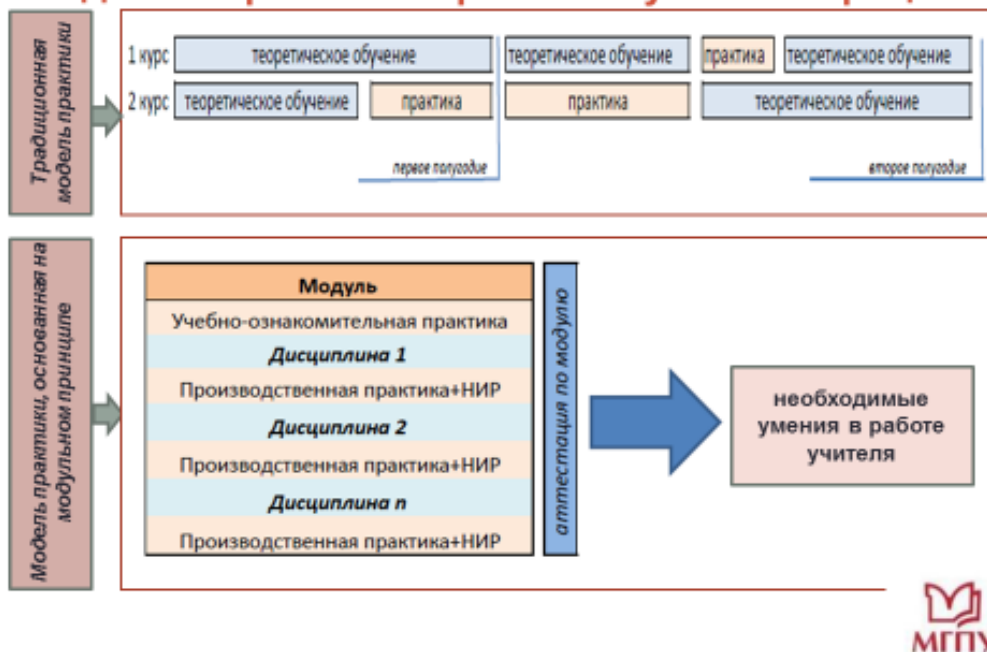 Традиционная
модель практики
1 курс теоретическое обучение теоретическое обучение практика теоретическое обучение
2 курс теоретическое обучение практика практика теоретическое обучение
первое полугодие второе полугодие
Модель практики, основанная на
модульном принципе
Модуль
Учебно-ознакомительная практика
Дисциплина 1
Производственная практика+НИР
Дисциплина 2
Производственная практика+НИР
Дисциплина n
Производственная практика+НИР
аттестация по модулю
необходимые
умения в работе
учителя
МГПУ